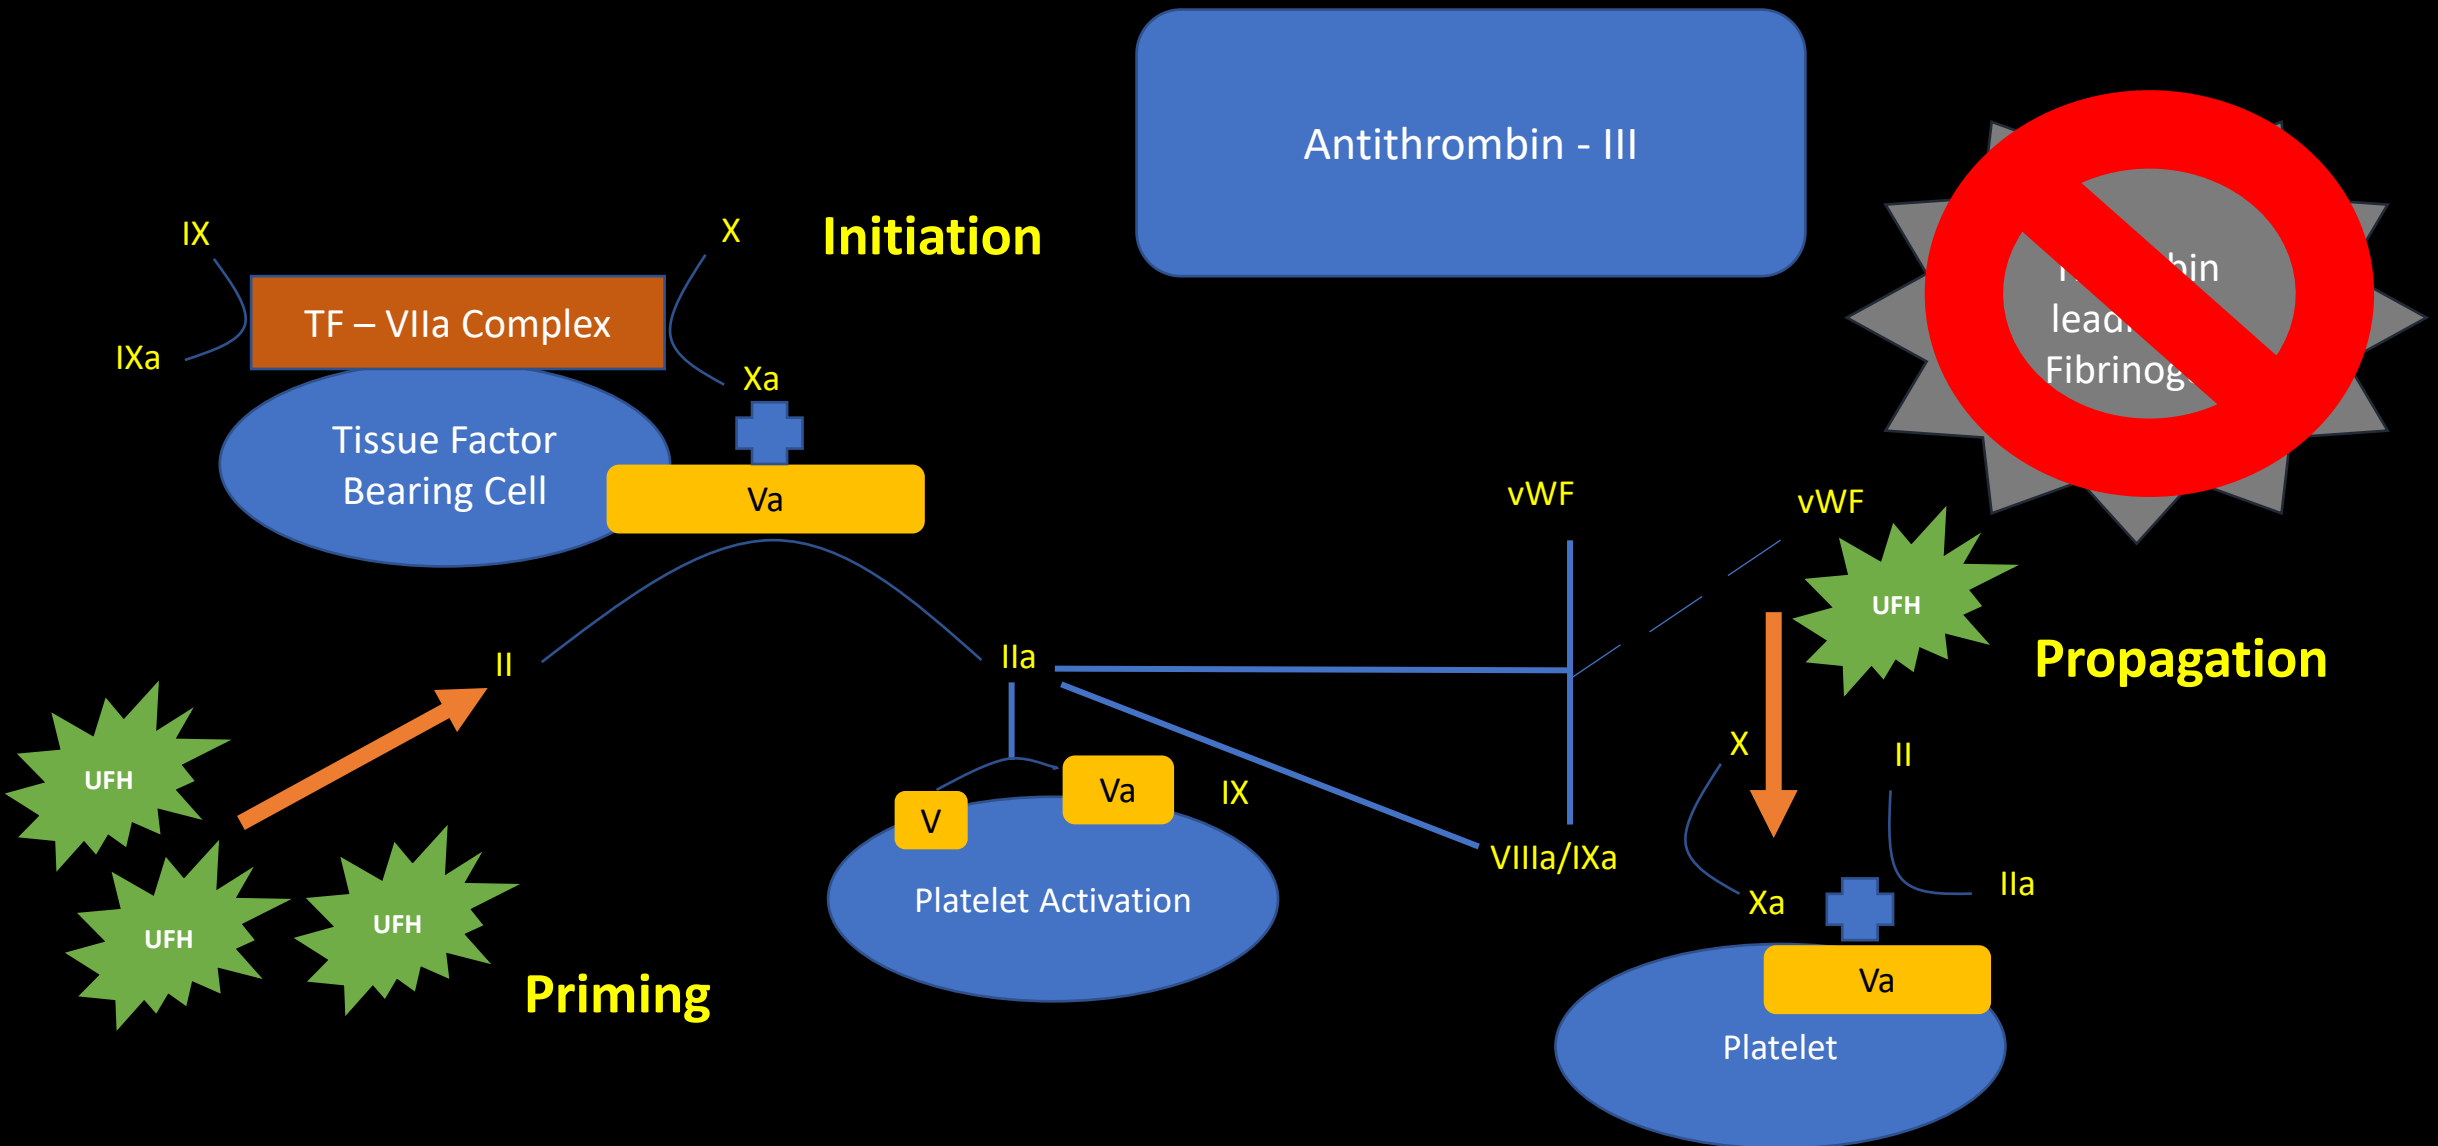 Antithrombin - III
IX
X
Initiation
TF – VIIa Complex
IXa
Xa
Tissue Factor
Bearing Cell
Va
vWF
vWF
UFH
II
IIa
Propagation
UFH
V
Va
IX
X
II
VIIIa/IXa
Platelet Activation
Xa
IIa
UFH
UFH
Priming
Va
Platelet